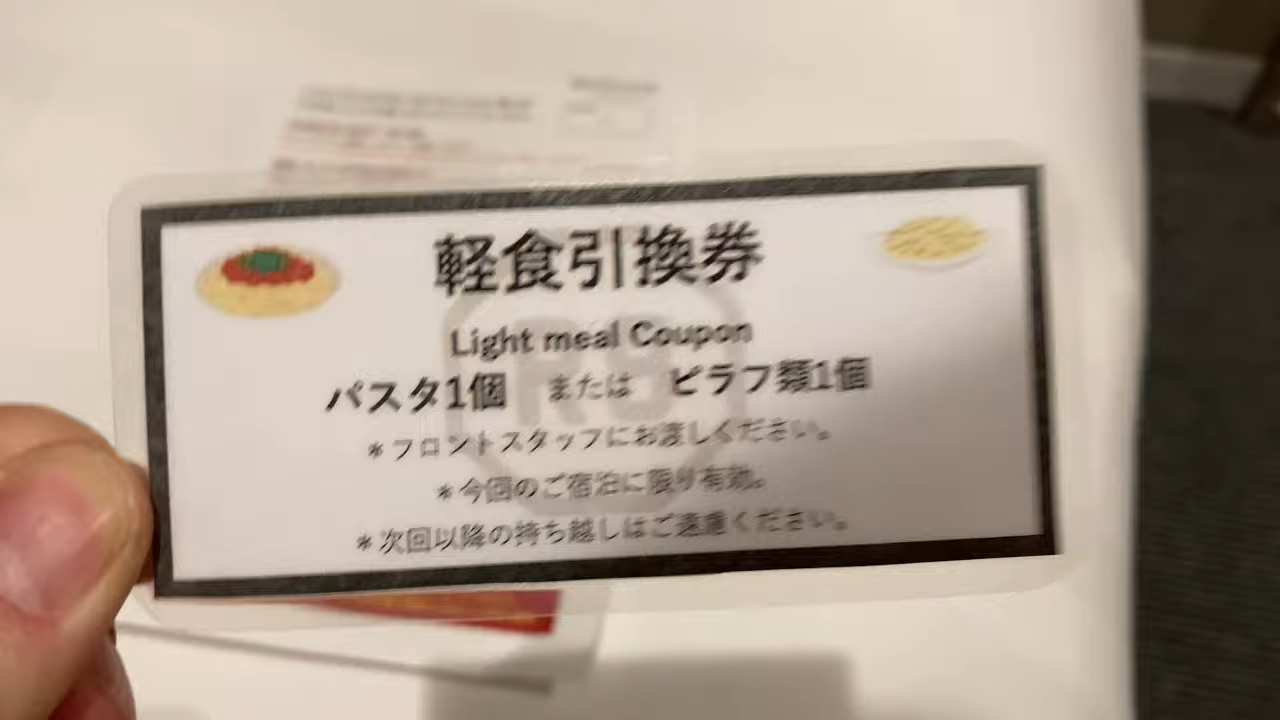 軽食引換券
Light meal Coupon
パスタ1個 または ピラフ類1個
*フロントスタッフにお渡しください。
*今回のご宿泊に限り有効。
*次回以降の持ち越しはご遠慮ください。